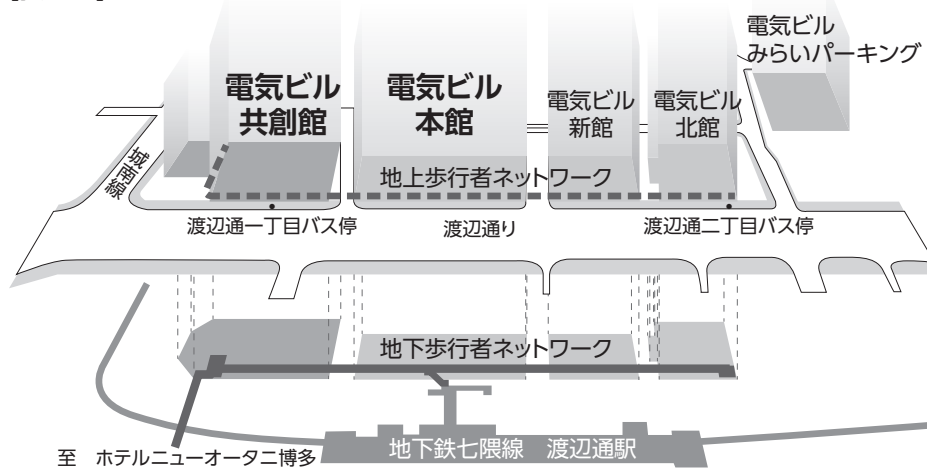 電気ビル
みらいパーキング
電気ビル
共創館
電気ビル
本館
電気ビル
新館
電気ビル
北館
城南線
地上歩行者ネットワーク
渡辺通一丁目バス停
渡辺通り
渡辺通二丁目バス停
地下歩行者ネットワーク
至 ホテルニューオータニ博多
地下鉄七隈線 渡辺通駅